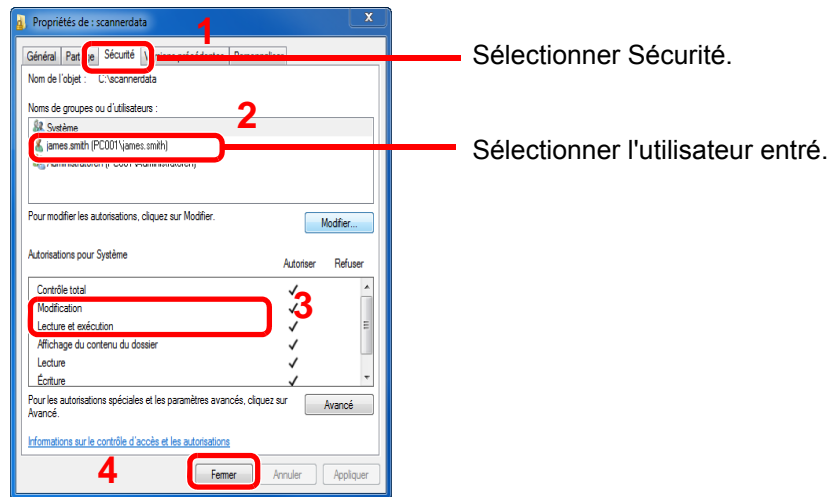 Propriétés de : scannerdata
X
1
Général Sécurité
Sélectionner Sécurité.
Nom de l'objet : C:\scannerdata
Noms de groupes ou d'utilisateurs :
2
Système
james.smith (PC001\james.smith)
Sélectionner l'utilisateur entré.
Pour modifier les autorisations, cliquez sur Modifier.
Modifier...
Autorisations pour Système
Autoriser Refuser
Contrôle total
Modification
3
Lecture et exécution
Affichage du contenu du dossier
Lecture
Écriture
Pour les autorisations spéciales et les paramètres avancés, cliquez sur
Avancé.
Avancé
Informations sur le contrôle d'accès et les autorisations
4
Fermer Annuler Appliquer